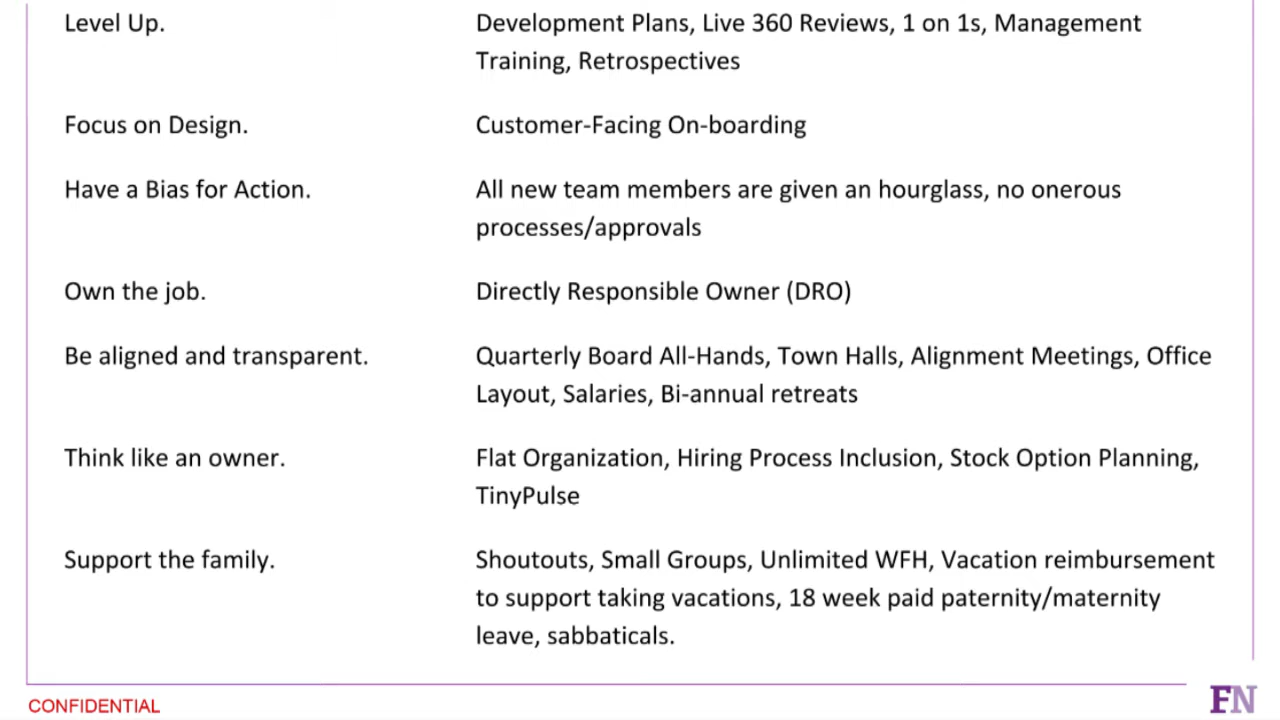 Level Up.
Development Plans, Live 360 Reviews, 1 on 1s, Management
Training, Retrospectives
Focus on Design.
Customer-Facing On-boarding
Have a Bias for Action.
All new team members are given an hourglass, no onerous
processes/approvals
Own the job.
Directly Responsible Owner (DRO)
Be aligned and transparent.
Quarterly Board All-Hands, Town Halls, Alignment Meetings, Office
Layout, Salaries, Bi-annual retreats
Think like an owner.
Flat Organization, Hiring Process Inclusion, Stock Option Planning,
TinyPulse
Support the family.
Shoutouts, Small Groups, Unlimited WFH, Vacation reimbursement
to support taking vacations, 18 week paid paternity/maternity
leave, sabbaticals.
CONFIDENTIAL
FN